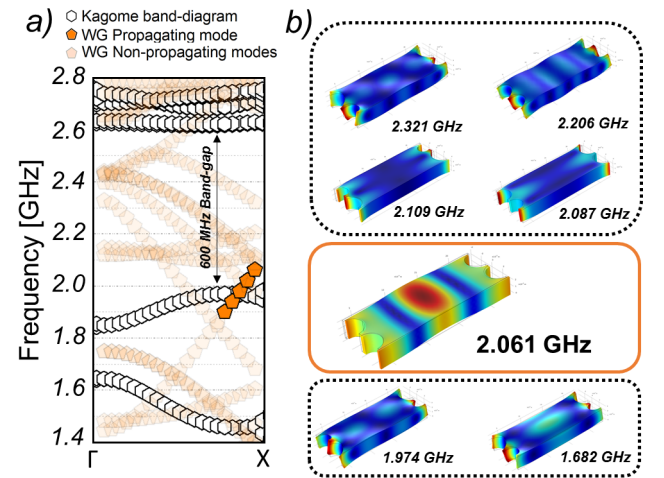 a)
Kagome band-diagram
WG Propagating mode
WG Non-propagating modes
2.8
2.6
2.4
2.2
2.0
1.8
1.6
1.4
Frequency [GHz]
600 MHz Band-gap
Γ
X
b)
2.321 GHz
2.206 GHz
2.109 GHz
2.087 GHz
2.061 GHz
1.974 GHz
1.682 GHz